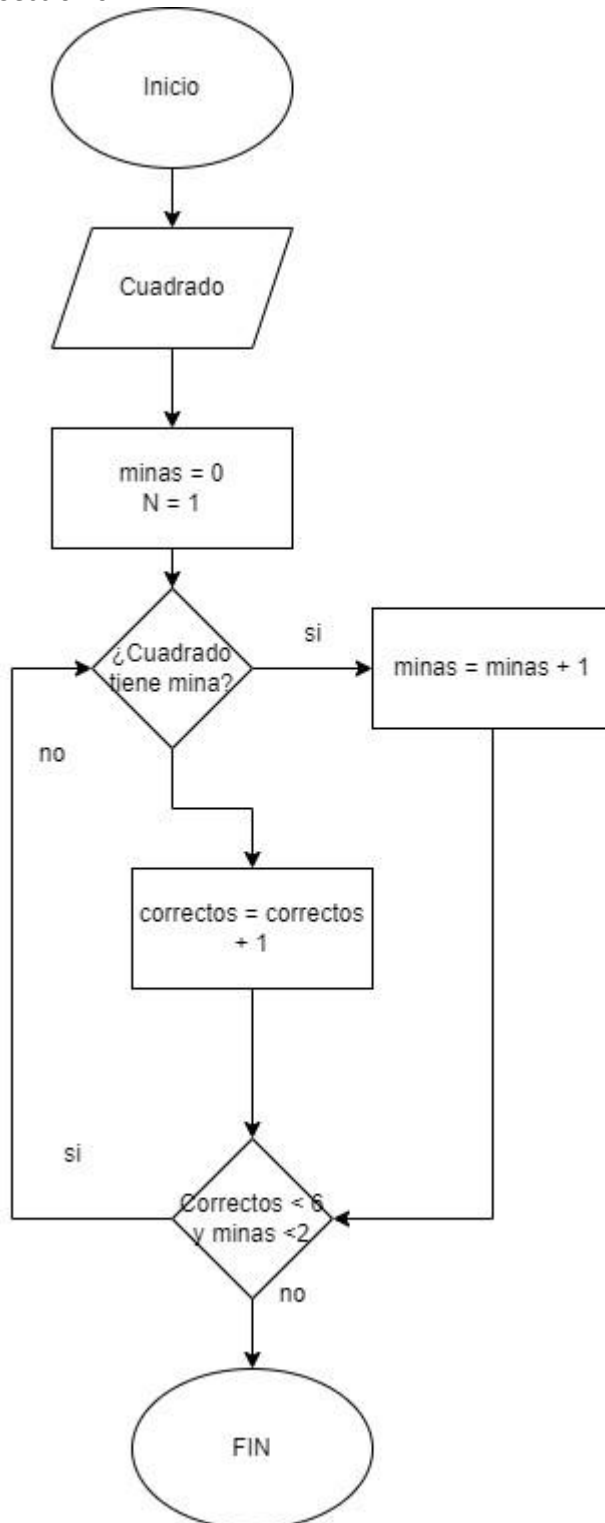 Inicio
Cuadrado
minas = 0
N = 1
¿Cuadrado
tiene mina?
si
minas = minas + 1
no
correctos = correctos
+ 1
si
Correctos < 6
y minas <2
no
FIN